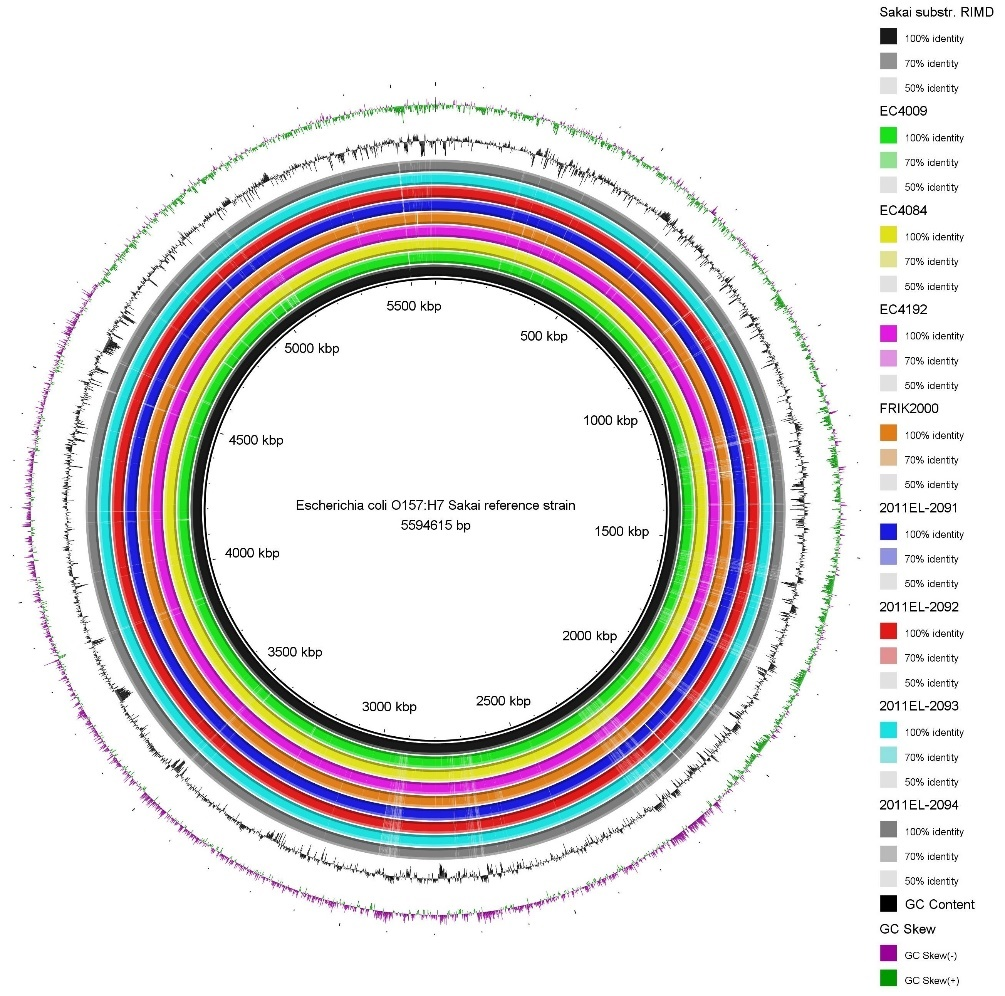 5500 kbp
500 kbp
5000 kbp
1000 kbp
4500 kbp
Escherichia coli O157:H7 Sakai reference strain
5594615 bp
1500 kbp
4000 kbp
2000 kbp
3500 kbp
2500 kbp
3000 kbp
Sakai substr. RIMD
100% identity
70% identity
50% identity
EC4009
100% identity
70% identity
50% identity
EC4084
100% identity
70% identity
50% identity
EC4192
100% identity
70% identity
50% identity
FRIK2000
100% identity
70% identity
50% identity
2011EL-2091
100% identity
70% identity
50% identity
2011EL-2092
100% identity
70% identity
50% identity
2011EL-2093
100% identity
70% identity
50% identity
2011EL-2094
100% identity
70% identity
50% identity
GC Content
GC Skew
GC Skew(-)
GC Skew(+)